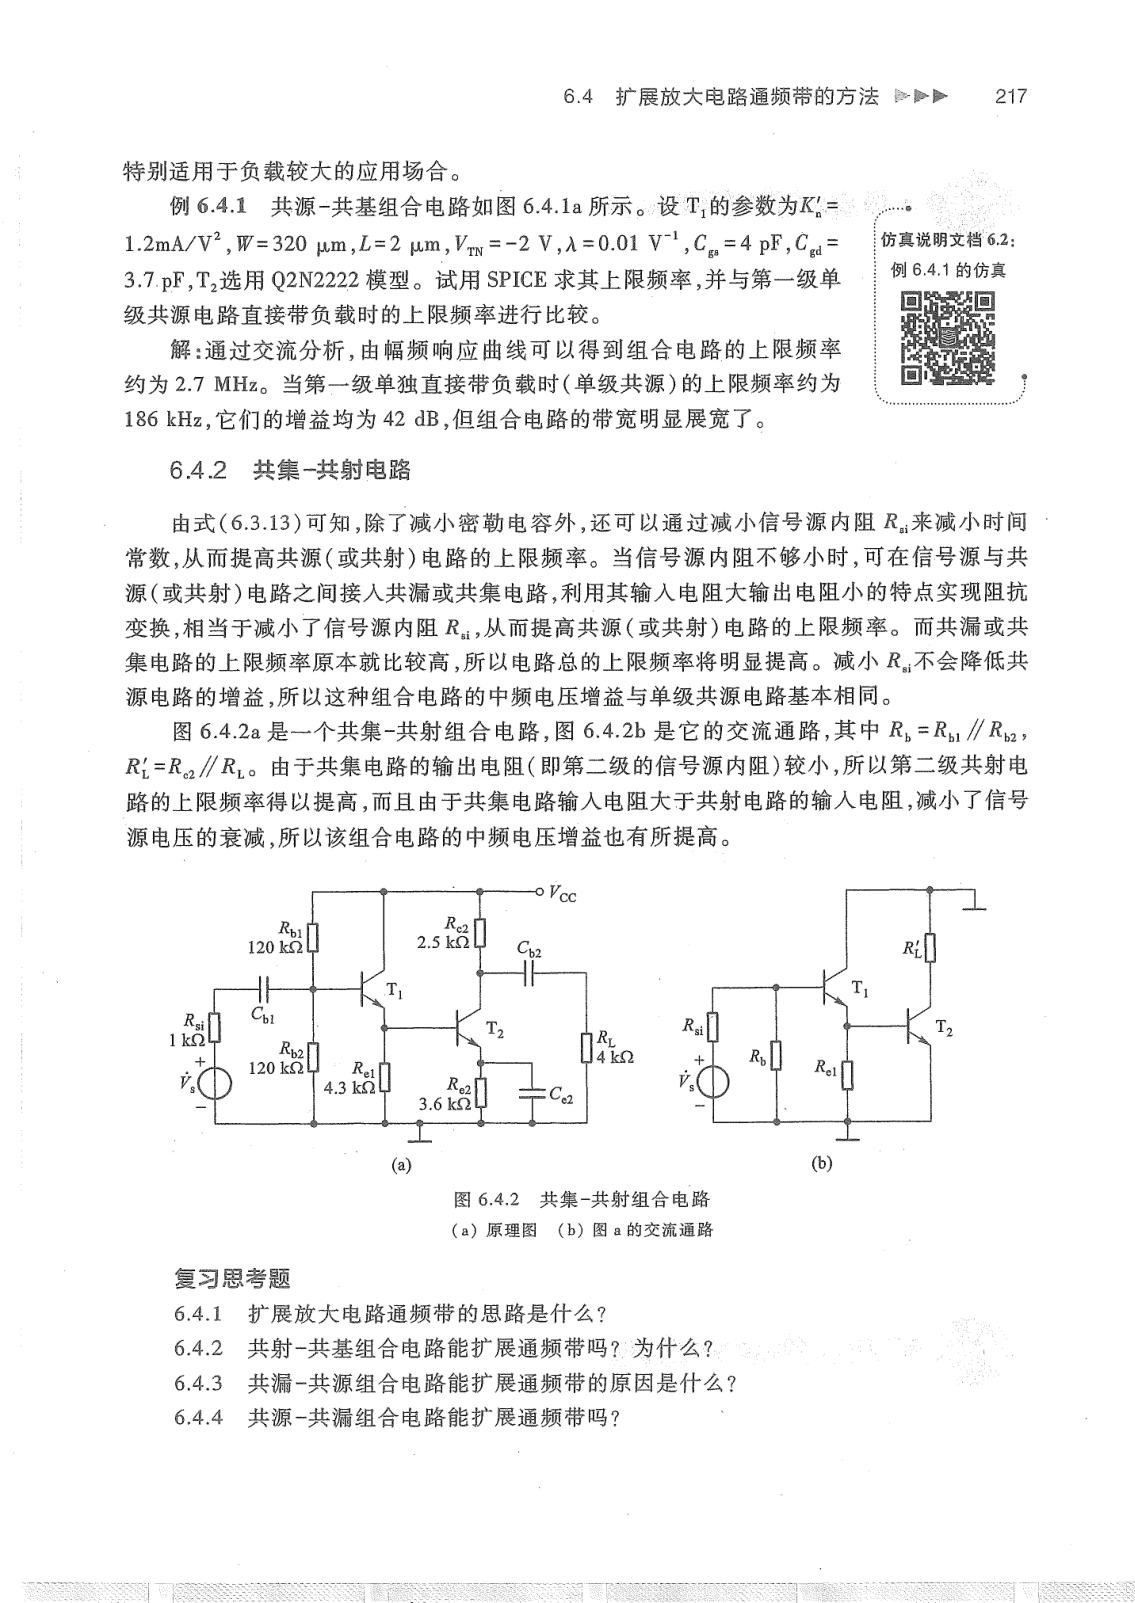 6.4 扩展放大电路通频带的方法 217
特别适用于负载较大的应用场合。
例 6.4.1 共源-共基组合电路如图 6.4.1a 所示。设 T₁的参数为K′ₙ=
1.2mA/V²,W=320 μm,L=2 μm,V_TN=-2 V,λ=0.01 V⁻¹,C_gs=4 pF,C_gd=
3.7 pF,T₂选用 Q2N2222 模型。试用 SPICE 求其上限频率,并与第一级单
级共源电路直接带负载时的上限频率进行比较。
解:通过交流分析,由幅频响应曲线可以得到组合电路的上限频率
约为 2.7 MHz。当第一级单独直接带负载时(单级共源)的上限频率约为
186 kHz,它们的增益均为 42 dB,但组合电路的带宽明显展宽了。
仿真说明文档 6.2:
例 6.4.1 的仿真
6.4.2 共集-共射电路
由式(6.3.13)可知,除了减小密勒电容外,还可以通过减小信号源内阻 R_si来减小时间
常数,从而提高共源(或共射)电路的上限频率。当信号源内阻不够小时,可在信号源与共
源(或共射)电路之间接入共漏或共集电路,利用其输入电阻大输出电阻小的特点实现阻抗
变换,相当于减小了信号源内阻 R_si,从而提高共源(或共射)电路的上限频率。而共漏或共
集电路的上限频率原本就比较高,所以电路总的上限频率将明显提高。减小 R_si不会降低共
源电路的增益,所以这种组合电路的中频电压增益与单级共源电路基本相同。
图 6.4.2a 是一个共集-共射组合电路,图 6.4.2b 是它的交流通路,其中 R_b=R_b1∥R_b2,
R′_L=R_c2∥R_L。由于共集电路的输出电阻(即第二级的信号源内阻)较小,所以第二级共射电
路的上限频率得以提高,而且由于共集电路输入电阻大于共射电路的输入电阻,减小了信号
源电压的衰减,所以该组合电路的中频电压增益也有所提高。
V_CC
R_b1
120 kΩ
R_c2
2.5 kΩ
C_b2
T₁
C_b1
R_si
1 kΩ
T₂
R_L
4 kΩ
R_b2
120 kΩ
R_e1
4.3 kΩ
R_e2
3.6 kΩ
C_e2
+
V̇_s
−
(a)
R′_L
T₁
R_si
T₂
R_b
R_e1
+
V̇_s
−
(b)
图 6.4.2 共集-共射组合电路
(a) 原理图 (b) 图 a 的交流通路
复习思考题
6.4.1 扩展放大电路通频带的思路是什么?
6.4.2 共射-共基组合电路能扩展通频带吗? 为什么?
6.4.3 共漏-共源组合电路能扩展通频带的原因是什么?
6.4.4 共源-共漏组合电路能扩展通频带吗?